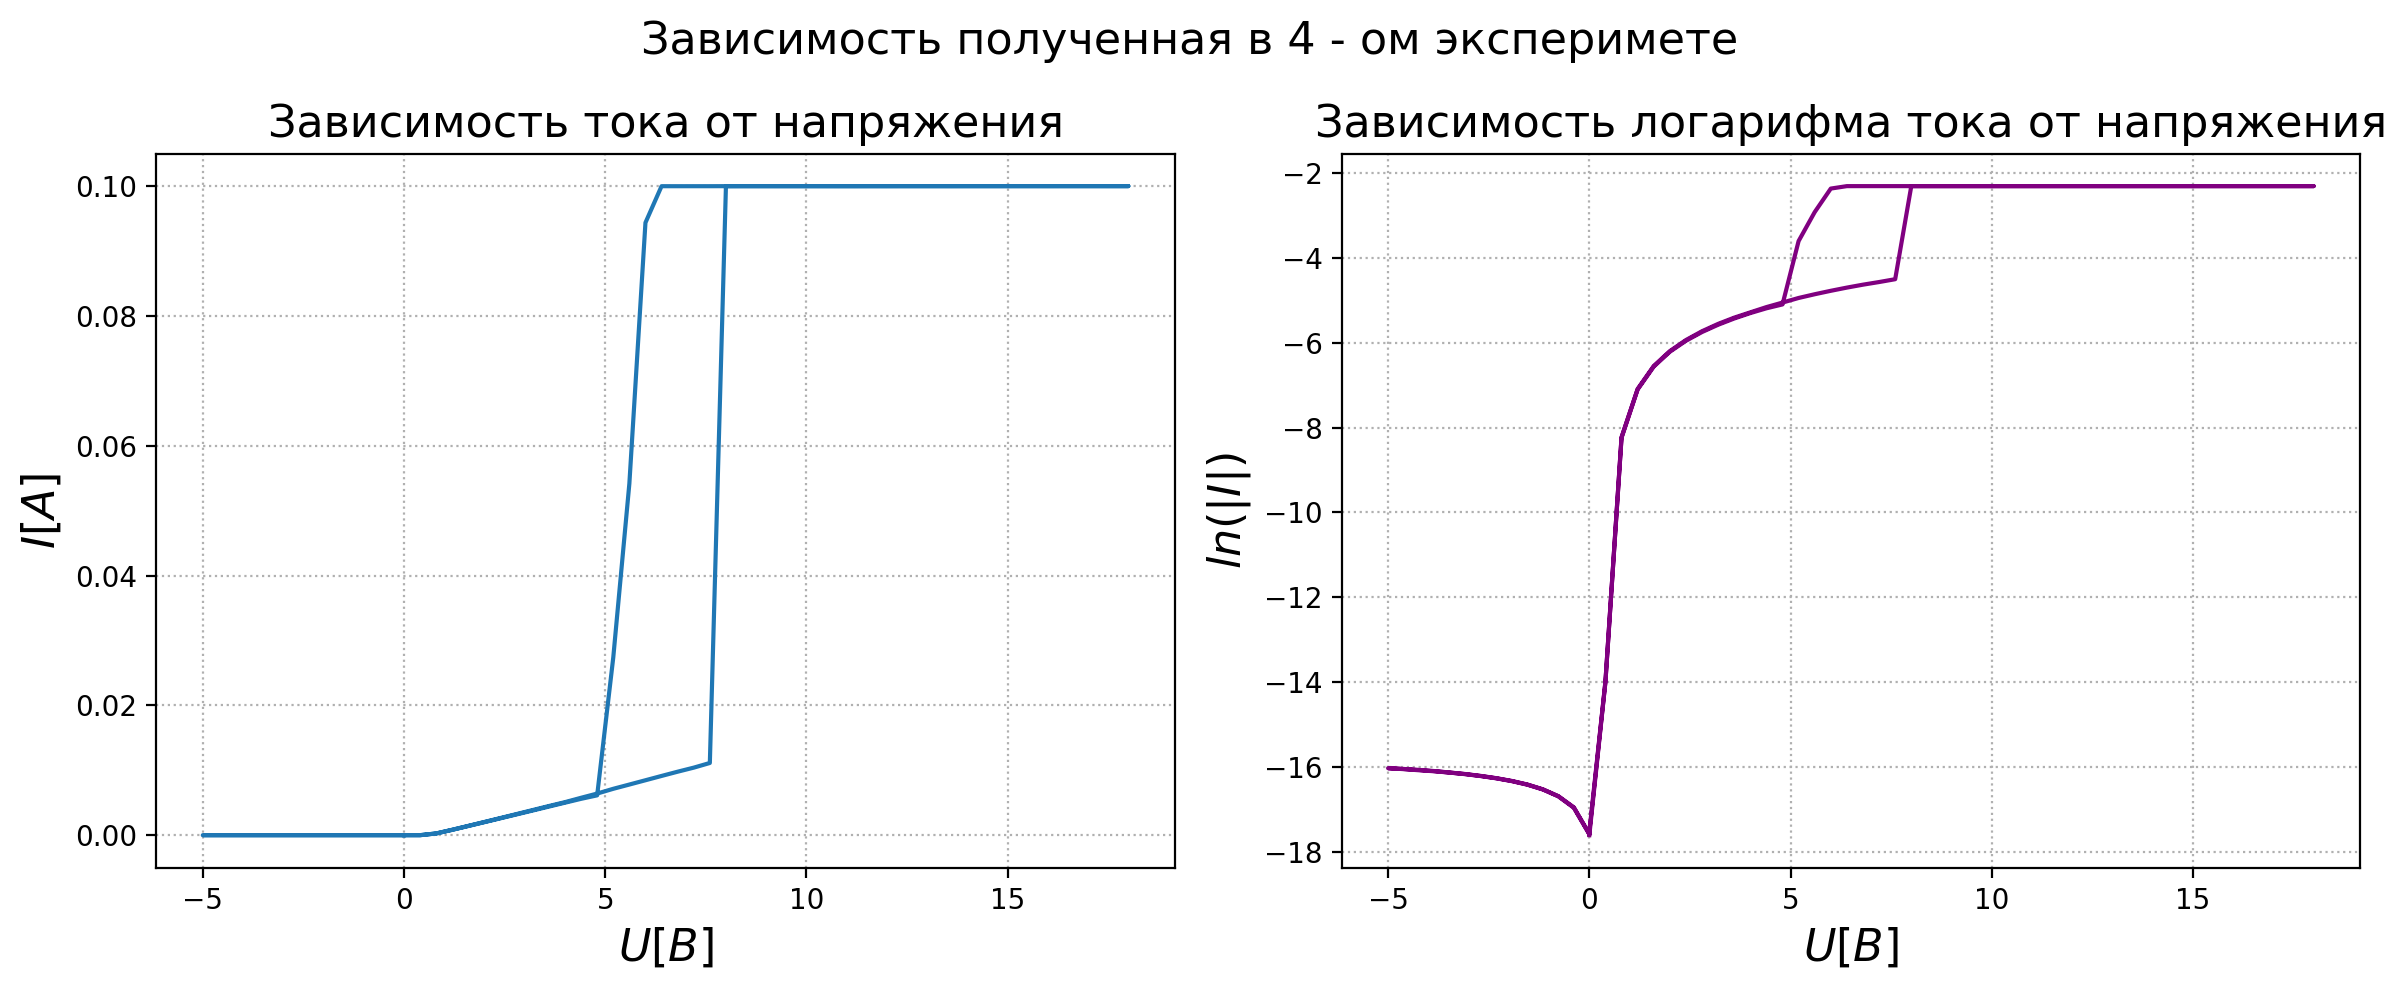 Зависимость полученная в 4 - ом эксперимете
Зависимость тока от напряжения
0.10
0.08
0.06
0.04
0.02
0.00
I[A]
−5 0 5 10 15
U[B]
Зависимость логарифма тока от напряжения
−2
−4
−6
−8
−10
−12
−14
−16
−18
ln(|I|)
−5 0 5 10 15
U[B]